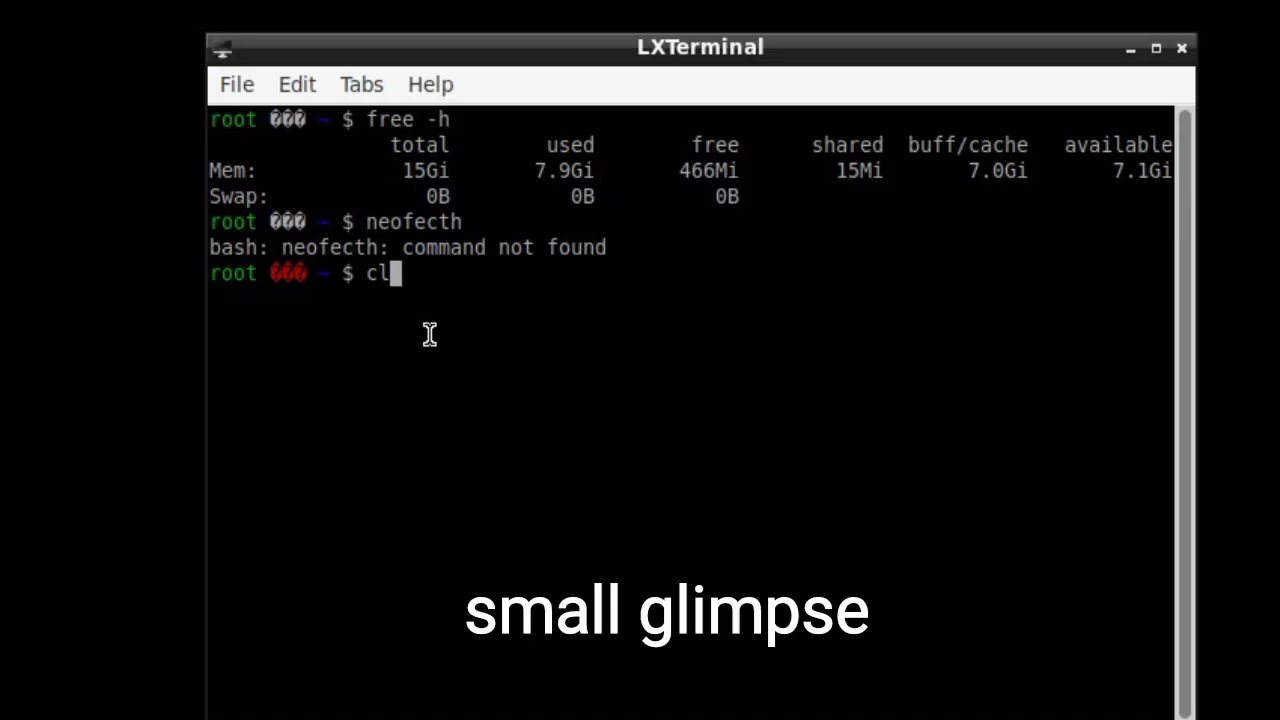 LXTerminal
File Edit Tabs Help
root ��� ~ $ free -h
total used free shared buff/cache available
Mem: 15Gi 7.9Gi 466Mi 15Mi 7.0Gi 7.1Gi
Swap: 0B 0B 0B
root ��� ~ $ neofecth
bash: neofecth: command not found
root ��� ~ $ cl
small glimpse